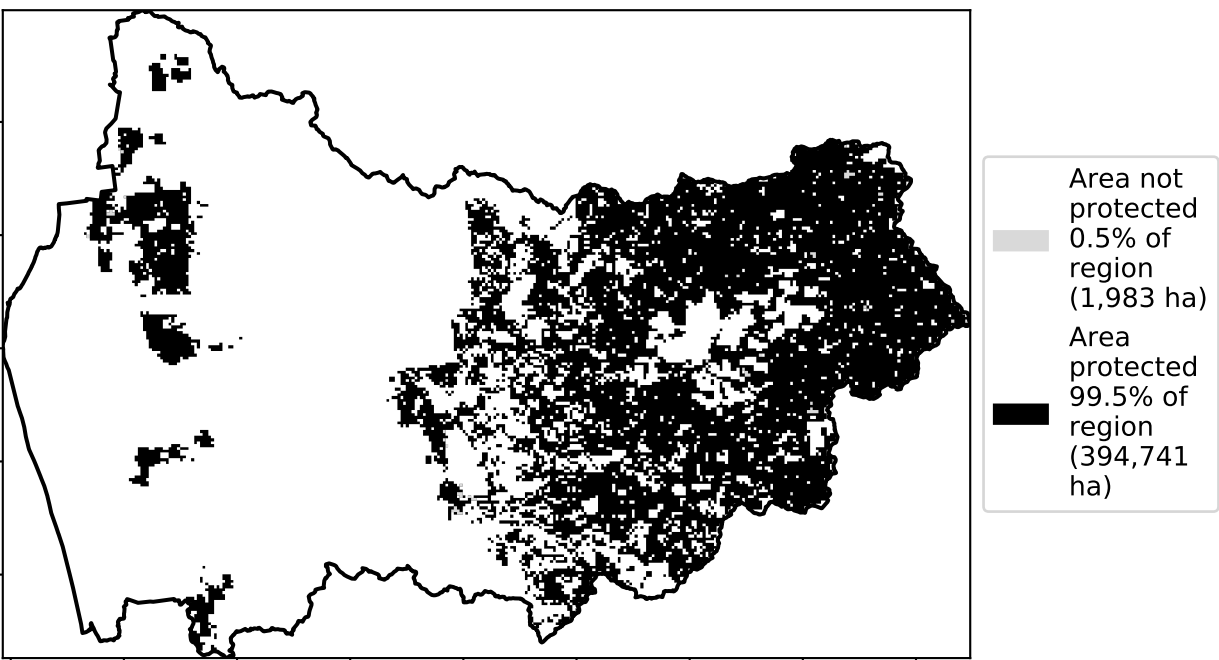 Area not
protected
0.5% of
region
(1,983 ha)
Area
protected
99.5% of
region
(394,741
ha)